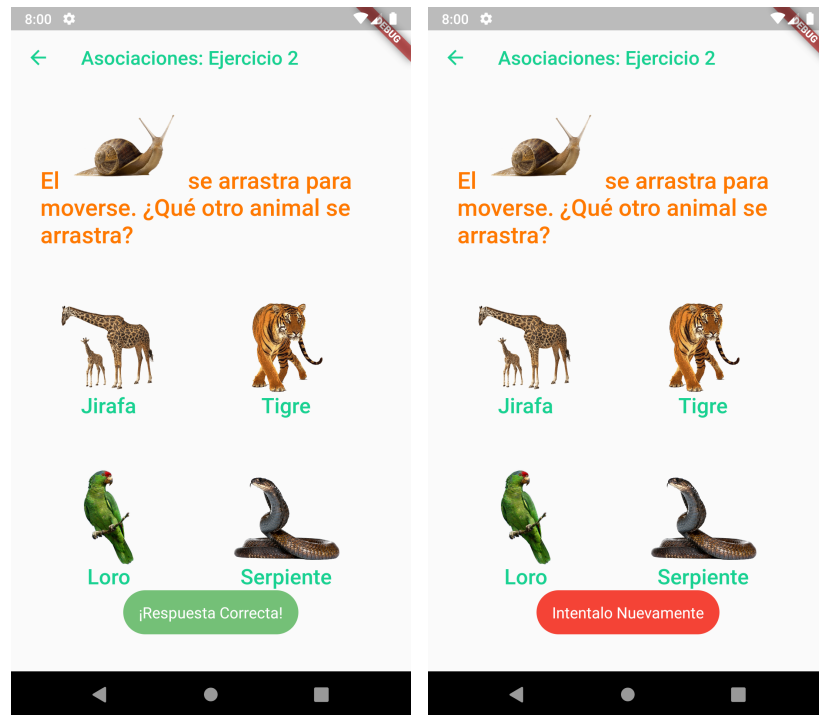 8:00
DEBUG
Asociaciones: Ejercicio 2
El se arrastra para
moverse. ¿Qué otro animal se
arrastra?
Jirafa
Tigre
Loro
Serpiente
¡Respuesta Correcta!
8:00
DEBUG
Asociaciones: Ejercicio 2
El se arrastra para
moverse. ¿Qué otro animal se
arrastra?
Jirafa
Tigre
Loro
Serpiente
Intentalo Nuevamente